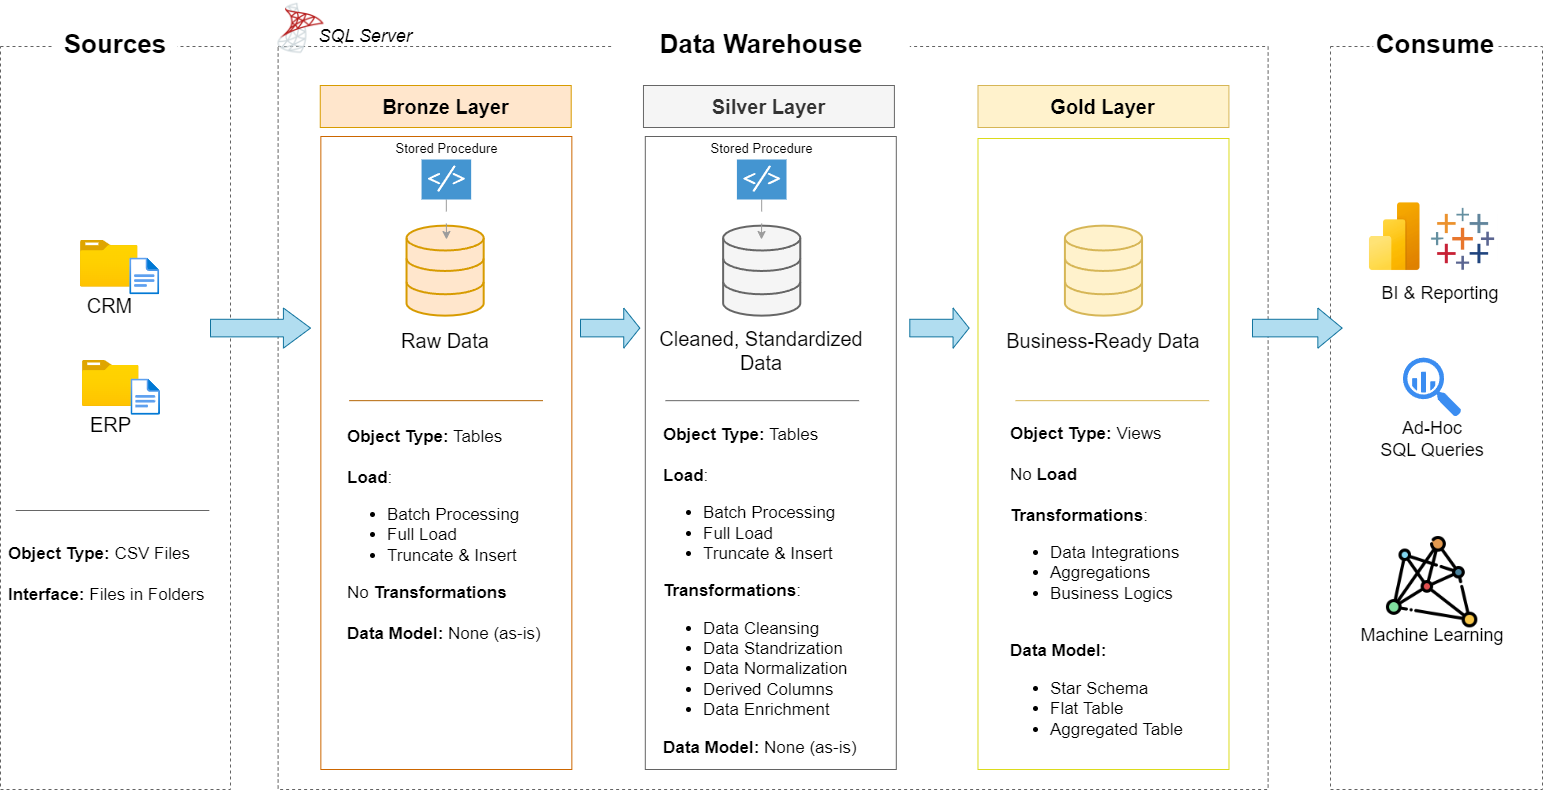 Sources
CRM
ERP
Object Type: CSV Files
Interface: Files in Folders
SQL Server
Data Warehouse
Bronze Layer
Stored Procedure
</>
Raw Data
Object Type: Tables
Load:
Batch Processing
Full Load
Truncate & Insert
No Transformations
Data Model: None (as-is)
Silver Layer
Stored Procedure
</>
Cleaned, Standardized
Data
Object Type: Tables
Load:
Batch Processing
Full Load
Truncate & Insert
Transformations:
Data Cleansing
Data Standrization
Data Normalization
Derived Columns
Data Enrichment
Data Model: None (as-is)
Gold Layer
Business-Ready Data
Object Type: Views
No Load
Transformations:
Data Integrations
Aggregations
Business Logics
Data Model:
Star Schema
Flat Table
Aggregated Table
Consume
BI & Reporting
Ad-Hoc
SQL Queries
Machine Learning